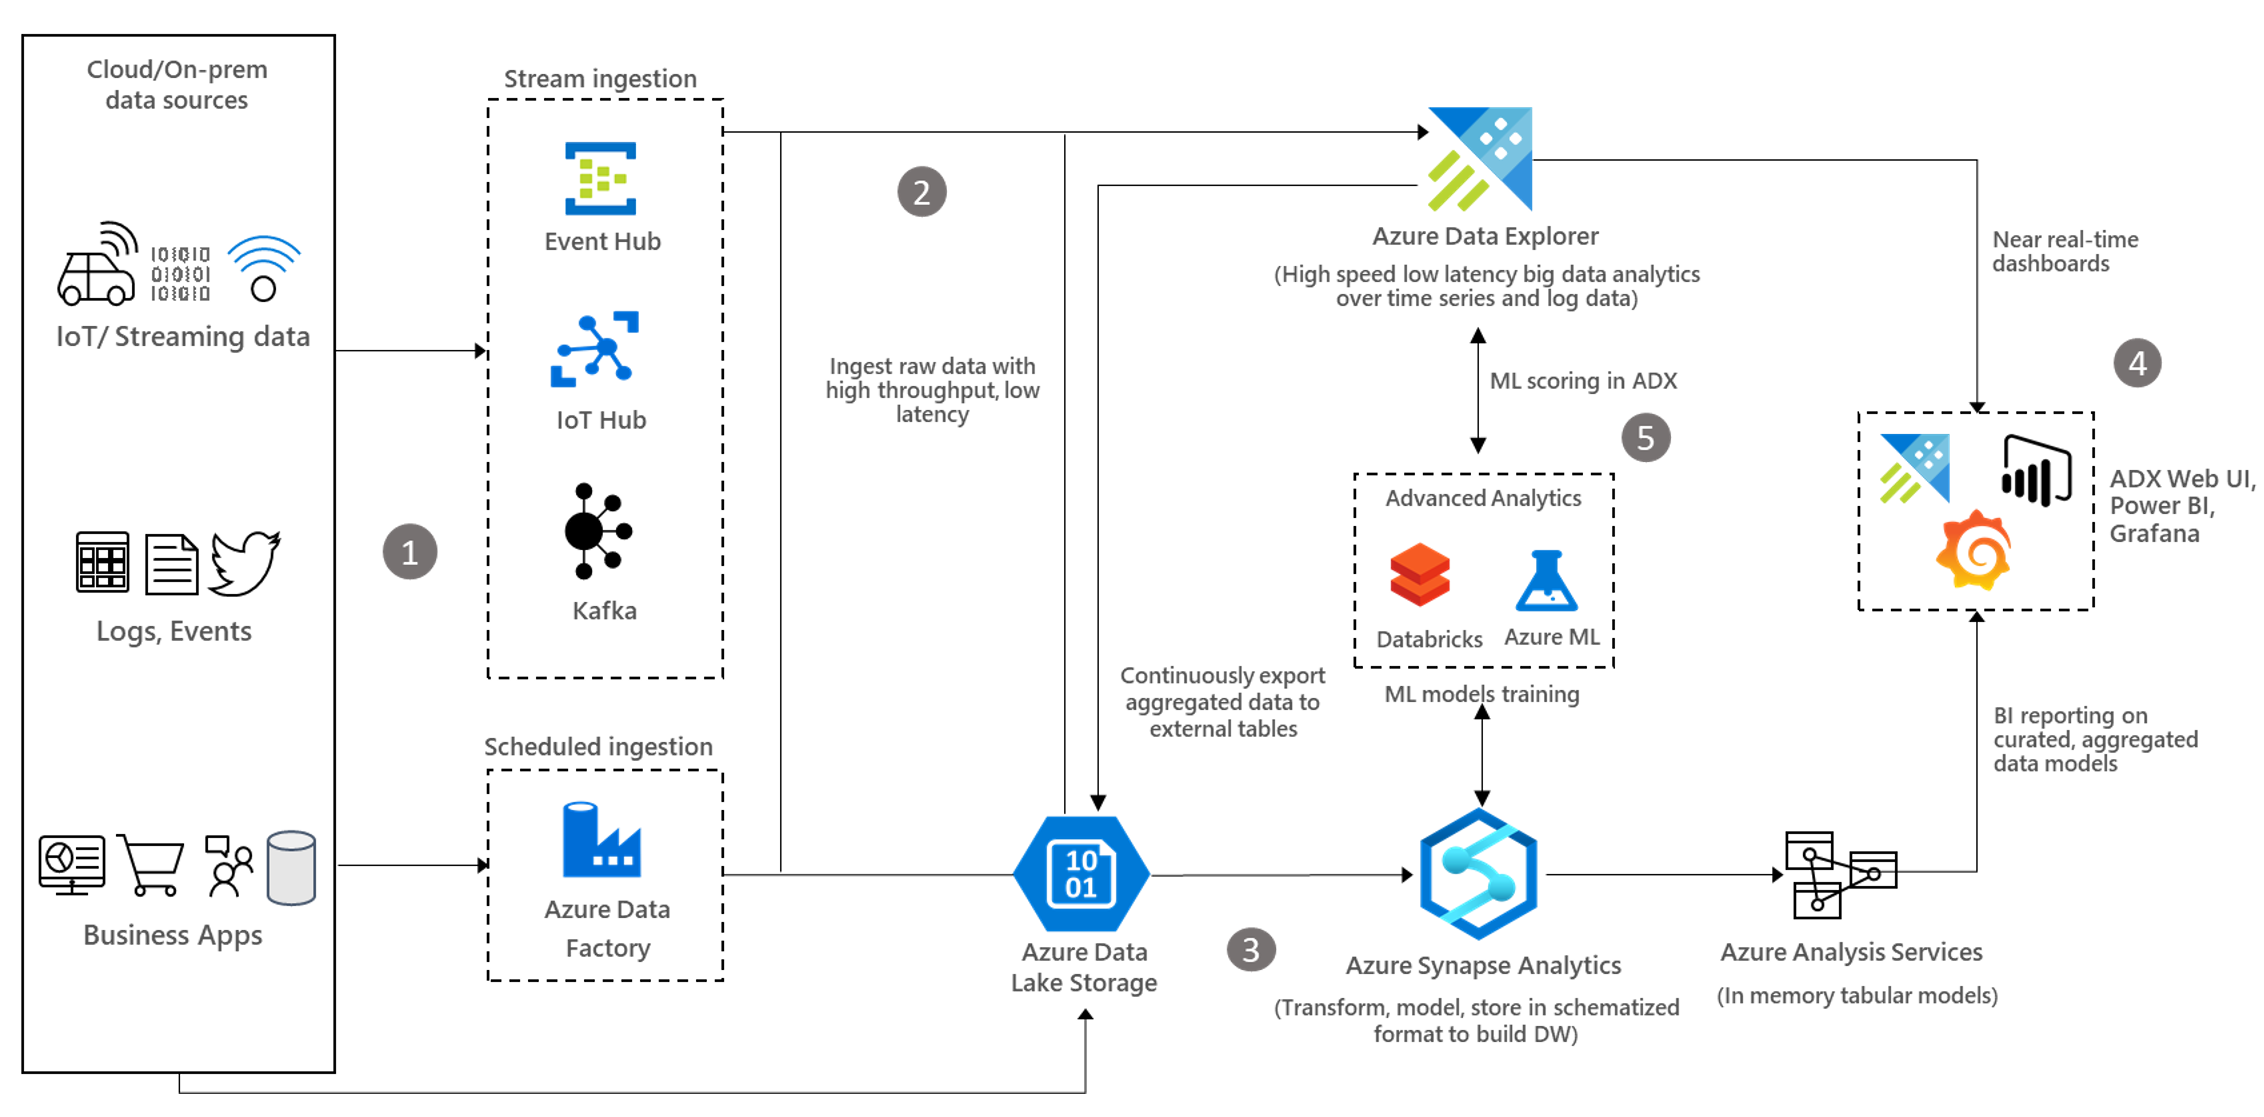 Cloud/On-prem
data sources
IoT/ Streaming data
Logs, Events
Business Apps
1
Stream ingestion
Event Hub
IoT Hub
Kafka
Scheduled ingestion
Azure Data
Factory
2
Ingest raw data with
high throughput, low
latency
Continuously export
aggregated data to
external tables
10
01
Azure Data
Lake Storage
3
Azure Data Explorer
(High speed low latency big data analytics
over time series and log data)
ML scoring in ADX
5
Advanced Analytics
Databricks
Azure ML
ML models training
Azure Synapse Analytics
(Transform, model, store in schematized
format to build DW)
Azure Analysis Services
(In memory tabular models)
Near real-time
dashboards
4
ADX Web UI,
Power BI,
Grafana
BI reporting on
curated, aggregated
data models